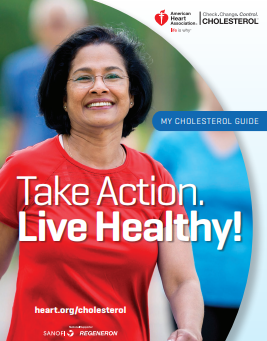 American
Heart
Association.
life is why™
Check. Change. Control.
CHOLESTEROL
MY CHOLESTEROL GUIDE
Take Action.
Live Healthy!
heart.org/cholesterol
SANOFI
REGENERON